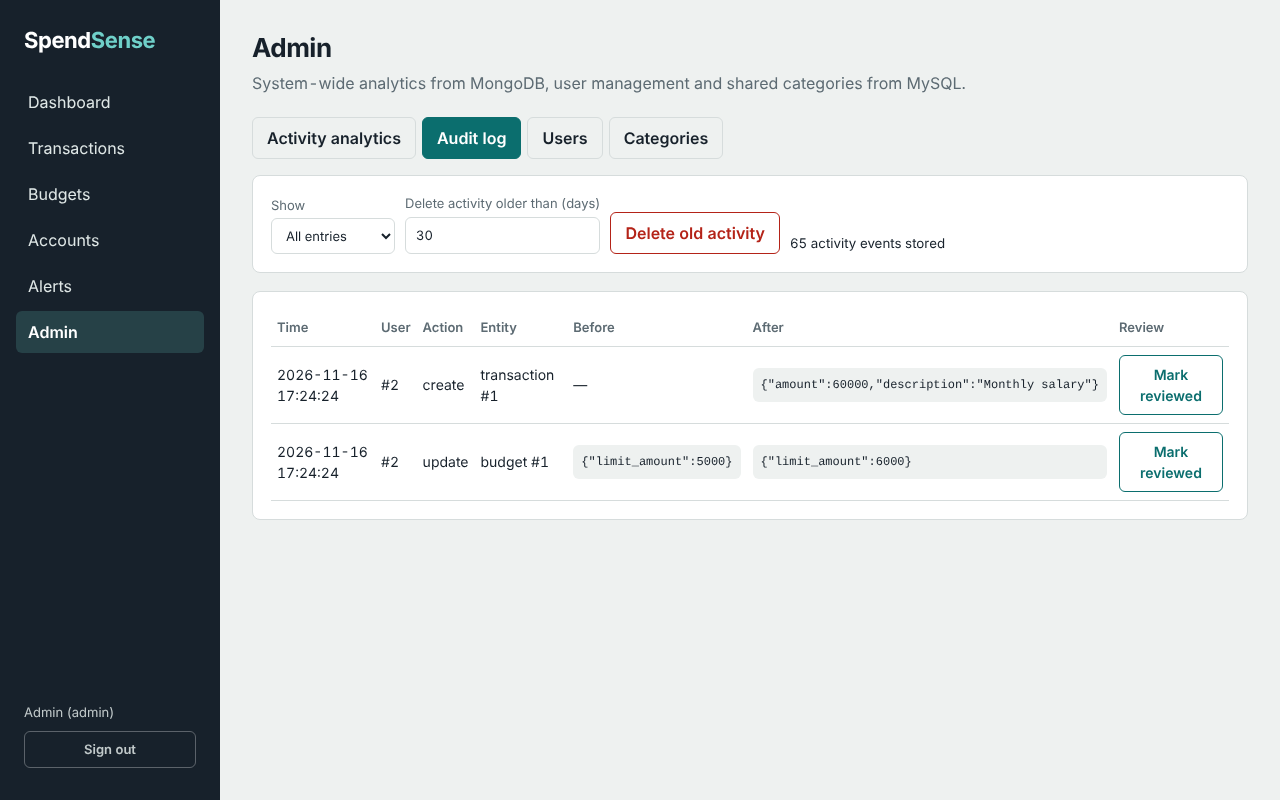 SpendSense
Dashboard
Transactions
Budgets
Accounts
Alerts
Admin
Admin (admin)
Sign out
Admin
System-wide analytics from MongoDB, user management and shared categories from MySQL.
Activity analytics
Audit log
Users
Categories
Show
All entries
Delete activity older than (days)
30
Delete old activity
65 activity events stored
Time User Action Entity Before After Review
2026-11-16
17:24:24
#2
create
transaction
#1
—
{"amount":60000,"description":"Monthly salary"}
Mark
reviewed
2026-11-16
17:24:24
#2
update
budget #1
{"limit_amount":5000}
{"limit_amount":6000}
Mark
reviewed